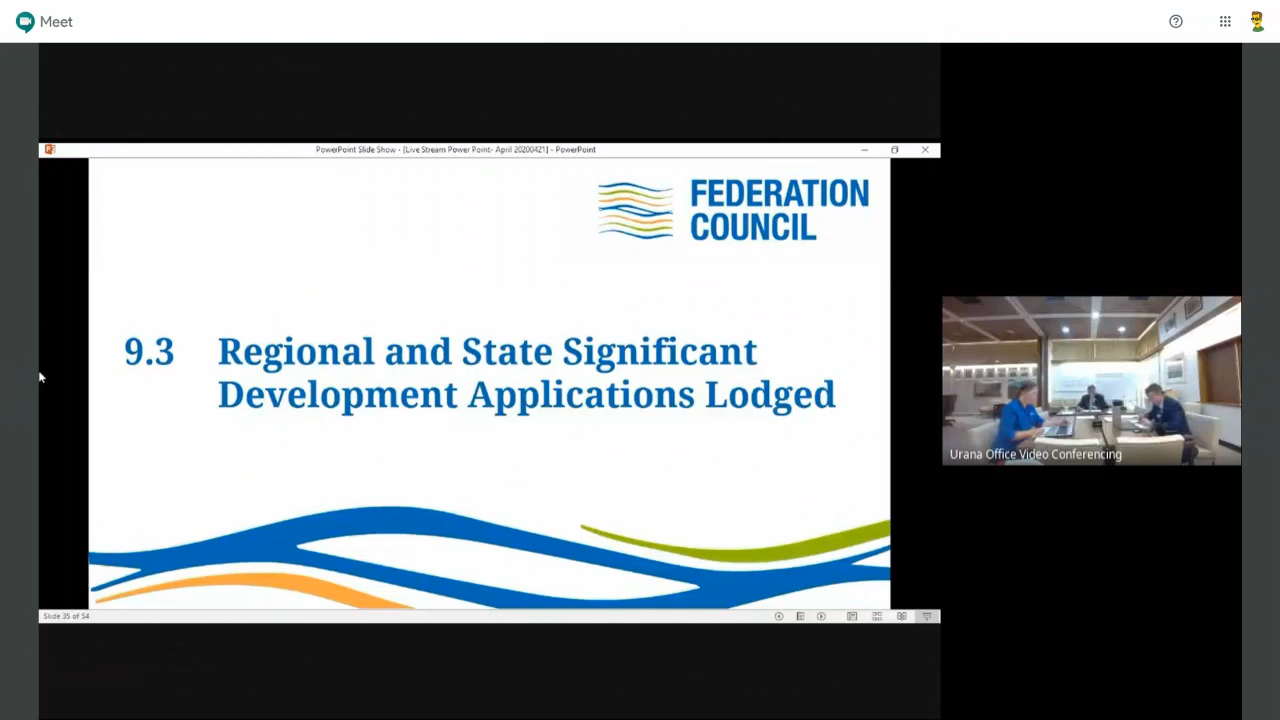 Meet
PowerPoint Slide Show - [Live Stream Power Point- April 20200421] - PowerPoint
FEDERATION
COUNCIL
9.3 Regional and State Significant
Development Applications Lodged
Urana Office Video Conferencing
Slide 35 of 54